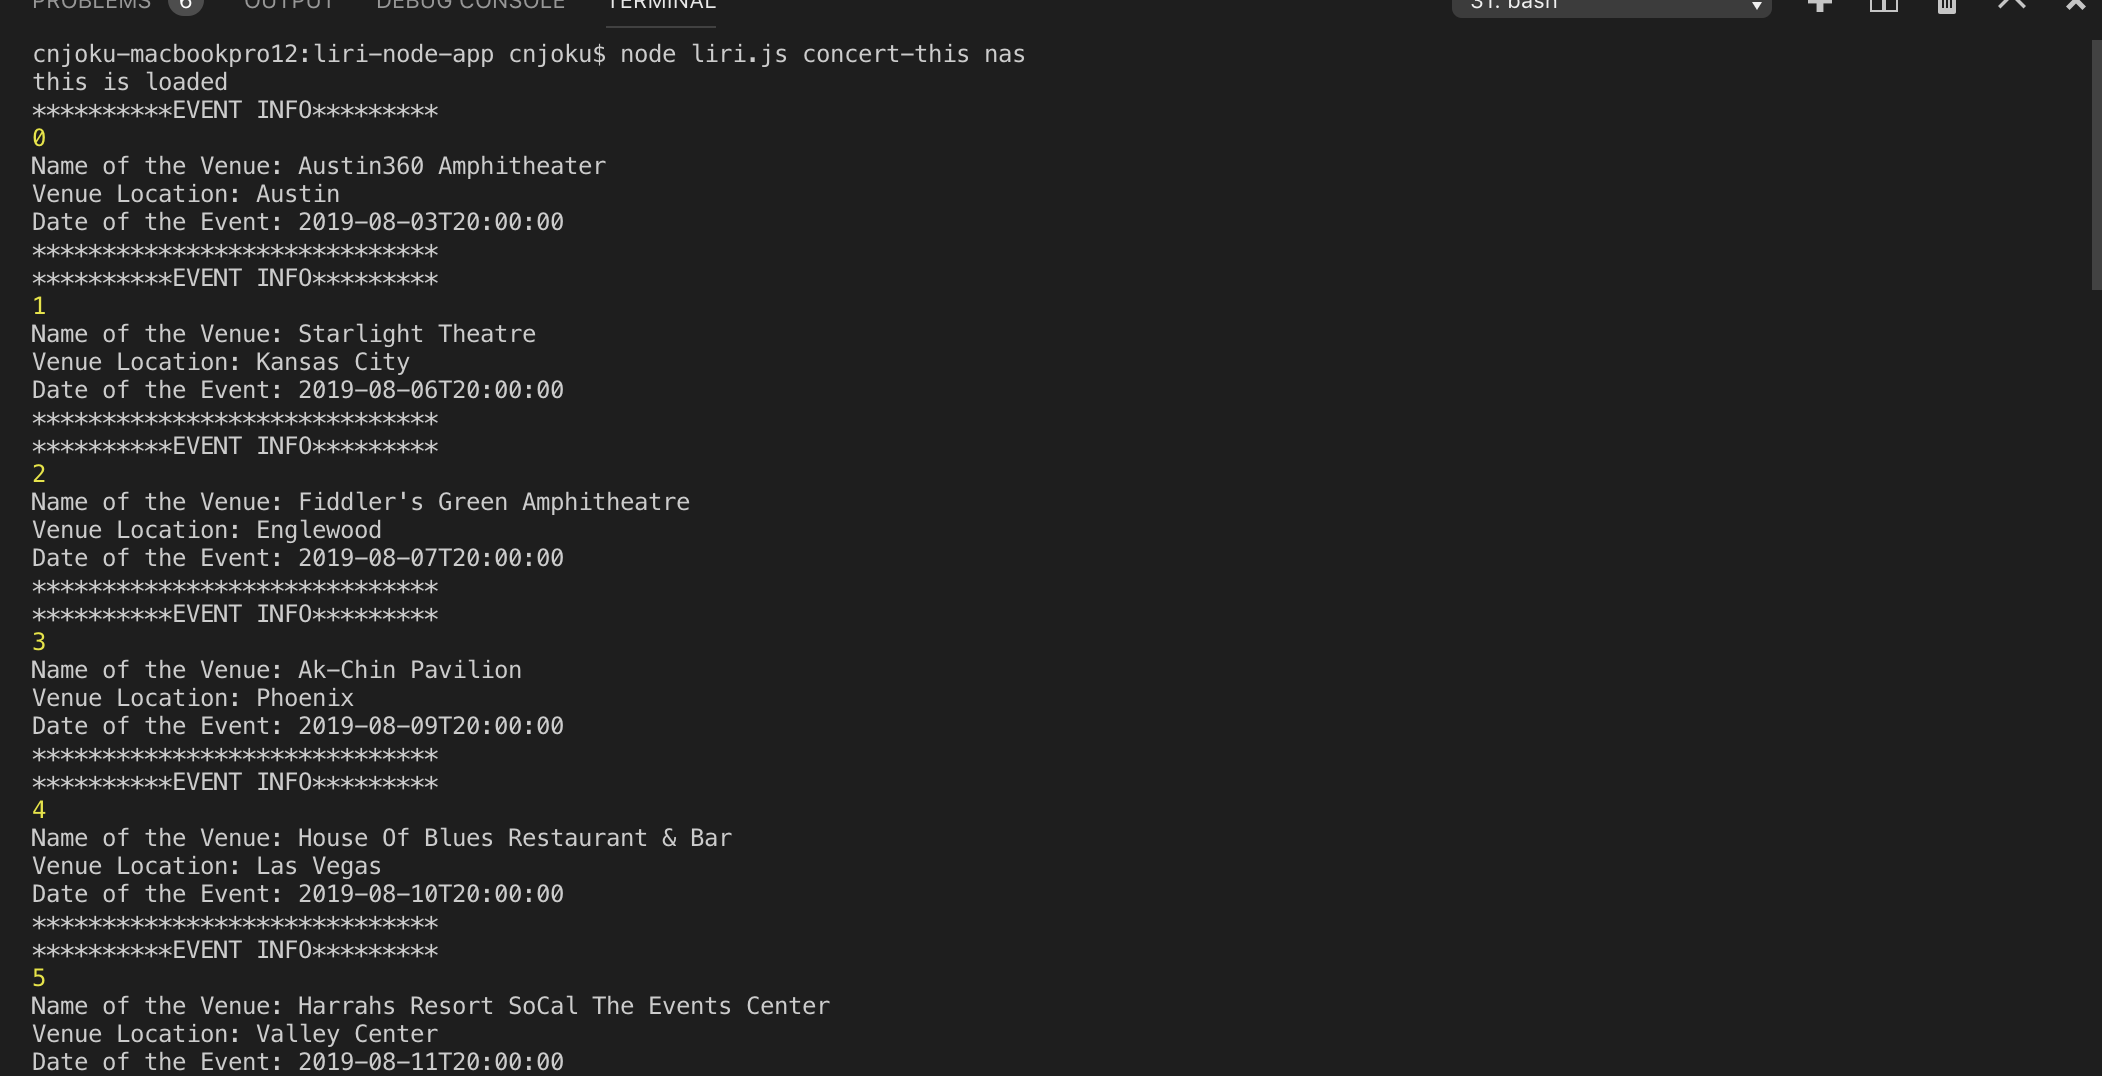 PROBLEMS 6 OUTPUT DEBUG CONSOLE TERMINAL 31: bash
cnjoku-macbookpro12:liri-node-app cnjoku$ node liri.js concert-this nas
this is loaded
**********EVENT INFO*********
0
Name of the Venue: Austin360 Amphitheater
Venue Location: Austin
Date of the Event: 2019-08-03T20:00:00
*****************************
**********EVENT INFO*********
1
Name of the Venue: Starlight Theatre
Venue Location: Kansas City
Date of the Event: 2019-08-06T20:00:00
*****************************
**********EVENT INFO*********
2
Name of the Venue: Fiddler's Green Amphitheatre
Venue Location: Englewood
Date of the Event: 2019-08-07T20:00:00
*****************************
**********EVENT INFO*********
3
Name of the Venue: Ak-Chin Pavilion
Venue Location: Phoenix
Date of the Event: 2019-08-09T20:00:00
*****************************
**********EVENT INFO*********
4
Name of the Venue: House Of Blues Restaurant & Bar
Venue Location: Las Vegas
Date of the Event: 2019-08-10T20:00:00
*****************************
**********EVENT INFO*********
5
Name of the Venue: Harrahs Resort SoCal The Events Center
Venue Location: Valley Center
Date of the Event: 2019-08-11T20:00:00